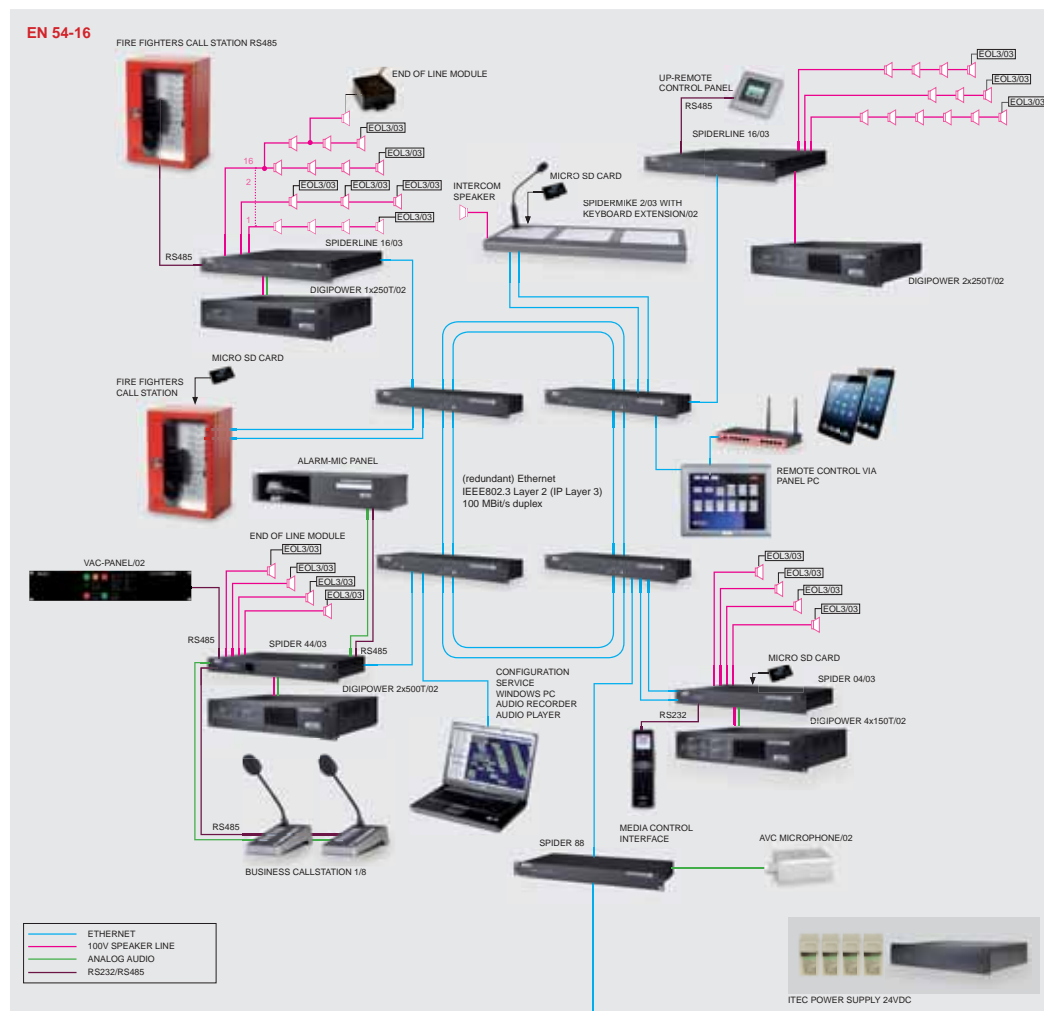 EN 54-16
FIRE FIGHTERS CALL STATION RS485
END OF LINE MODULE
EOL3/03
EOL3/03
16
2
EOL3/03
EOL3/03
EOL3/03
1
EOL3/03
SPIDERLINE 16/03
RS485
DIGIPOWER 1x250T/02
INTERCOM
SPEAKER
MICRO SD CARD
SPIDERMIKE 2/03 WITH
KEYBOARD EXTENSION/02
UP-REMOTE
CONTROL PANEL
RS485
SPIDERLINE 16/03
EOL3/03
EOL3/03
EOL3/03
DIGIPOWER 2x250T/02
MICRO SD CARD
FIRE FIGHTERS
CALL STATION
ALARM-MIC PANEL
(redundant) Ethernet
IEEE802.3 Layer 2 (IP Layer 3)
100 MBit/s duplex
REMOTE CONTROL VIA
PANEL PC
END OF LINE MODULE
EOL3/03
EOL3/03
EOL3/03
EOL3/03
VAC-PANEL/02
RS485
SPIDER 44/03
RS485
DIGIPOWER 2x500T/02
RS485
BUSINESS CALLSTATION 1/8
CONFIGURATION
SERVICE
WINDOWS PC
AUDIO RECORDER
AUDIO PLAYER
EOL3/03
EOL3/03
EOL3/03
EOL3/03
MICRO SD CARD
SPIDER 04/03
RS232
DIGIPOWER 4x150T/02
MEDIA CONTROL
INTERFACE
SPIDER 88
AVC MICROPHONE/02
ETHERNET
100V SPEAKER LINE
ANALOG AUDIO
RS232/RS485
ITEC POWER SUPPLY 24VDC